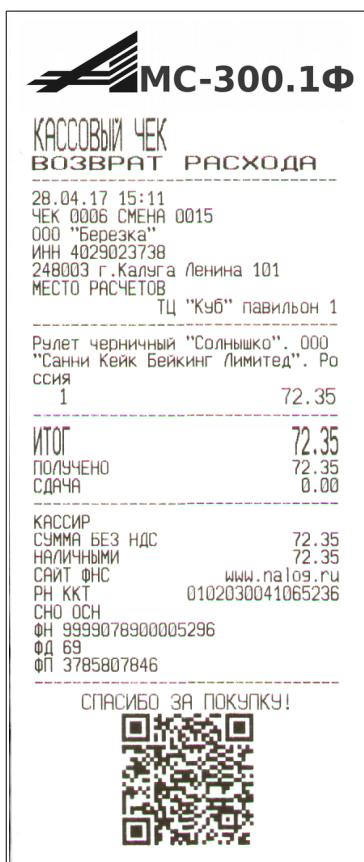 МС-300.1Ф
КАССОВЫЙ ЧЕК
ВОЗВРАТ РАСХОДА
28.04.17 15:11
ЧЕК 0006 СМЕНА 0015
ООО "Березка"
ИНН 4029023738
248003 г.Калуга Ленина 101
МЕСТО РАСЧЕТОВ
ТЦ "Куб" павильон 1
Рулет черничный "Солнышко". ООО
"Санни Кейк Бейкинг Лимитед". Ро
ссия
1 72.35
ИТОГ 72.35
ПОЛУЧЕНО 72.35
СДАЧА 0.00
КАССИР
СУММА БЕЗ НДС 72.35
НАЛИЧНЫМИ 72.35
САЙТ ФНС www.nalog.ru
РН ККТ 0102030041065236
СНО ОСН
ФН 9999078900005296
ФД 69
ФП 3785807846
СПАСИБО ЗА ПОКУПКУ!